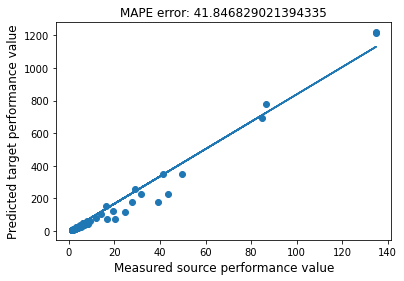 MAPE error: 41.846829021394335
Predicted target performance value
1200
1000
800
600
400
200
0
0 20 40 60 80 100 120 140
Measured source performance value